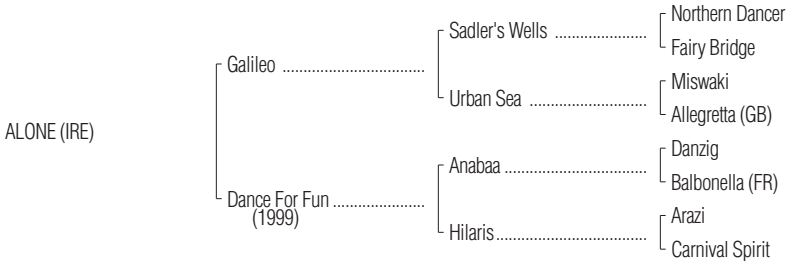 Northern Dancer
Sadler's Wells ......................
Fairy Bridge
Galileo ..................................
Miswaki
Urban Sea ............................
Allegretta (GB)
ALONE (IRE)
Danzig
Anabaa ..................................
Balbonella (FR)
Dance For Fun ......................
(1999)
Arazi
Hilaris....................................
Carnival Spirit